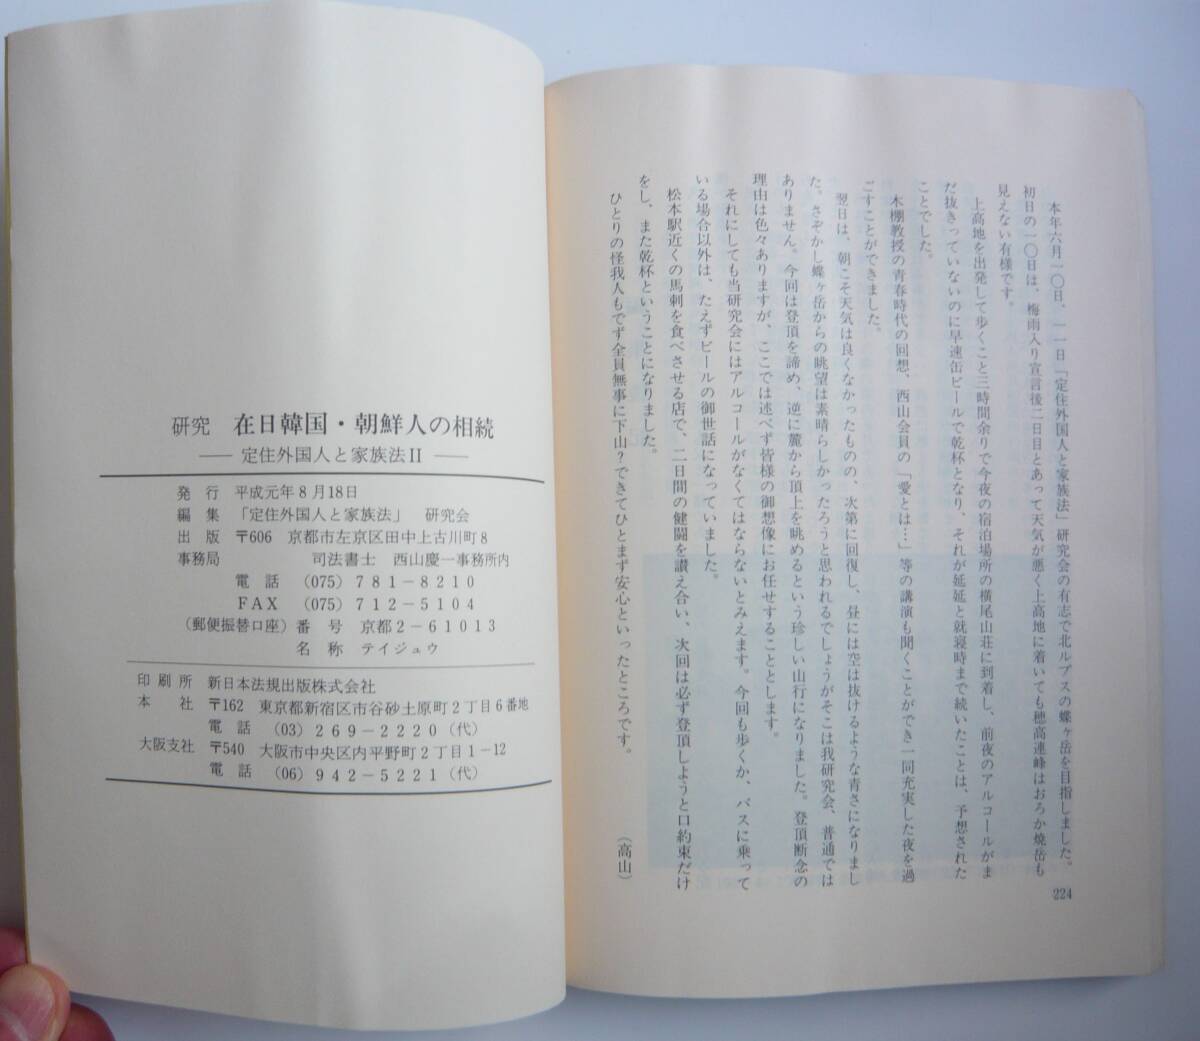 本年六月一〇日、一一日「定住外国人と家族法」研究会の有志で北ルプスの蝶ヶ岳を目指しました。
初日の一〇日は、梅雨入り宣言後二日目とあって天気が悪く上高地に着いても穂高連峰はおろか焼岳も
見えない有様です。
上高地を出発して歩くこと三時間余りで今夜の宿泊場所の横尾山荘に到着し、前夜のアルコールがま
だ抜きっていないのに早速缶ビールで乾杯となり、それが延延と就寝時まで続いたことは、予想された
ことでした。
木棚教授の青春時代の回想、西山会員の「愛とは…」等の講演も聞くことができ一同充実した夜を過
ごすことができました。
翌日は、朝こそ天気は良くなかったものの、次第に回復し、昼には空は抜けるような青さになりまし
た。さぞかし蝶ヶ岳からの眺望は素晴らしかったろうと思われるでしょうがそこは我研究会、普通では
ありません。今回は登頂を諦め、逆に麓から頂上を眺めるという珍しい山行になりました。登頂断念の
理由は色々ありますが、ここでは述べず皆様の御想像にお任せすることとします。
それにしても当研究会にはアルコールがなくてはならないとみえます。今回も歩くか、バスに乗って
いる場合以外は、たえずビールの御世話になっていました。
松本駅近くの馬刺を食べさせる店で、二日間の健闘を讃え合い、次回は必ず登頂しようと口約束だけ
をし、また乾杯ということになりました。
ひとりの怪我人もでず全員無事に下山?できてひとまず安心といったところです。
(高山)
224
研究 在日韓国・朝鮮人の相続
― 定住外国人と家族法II ―
発行 平成元年8月18日
編集 「定住外国人と家族法」 研究会
出版 〒606 京都市左京区田中上古川町8
事務局 司法書士 西山慶一事務所内
電話 (075) 781-8210
FAX (075) 712-5104
(郵便振替口座) 番号 京都2-61013
名称 テイジュウ
印刷所 新日本法規出版株式会社
本社 〒162 東京都新宿区市谷砂土原町2丁目6番地
電話 (03) 269-2220 (代)
大阪支社 〒540 大阪市中央区内平野町2丁目1-12
電話 (06) 942-5221 (代)